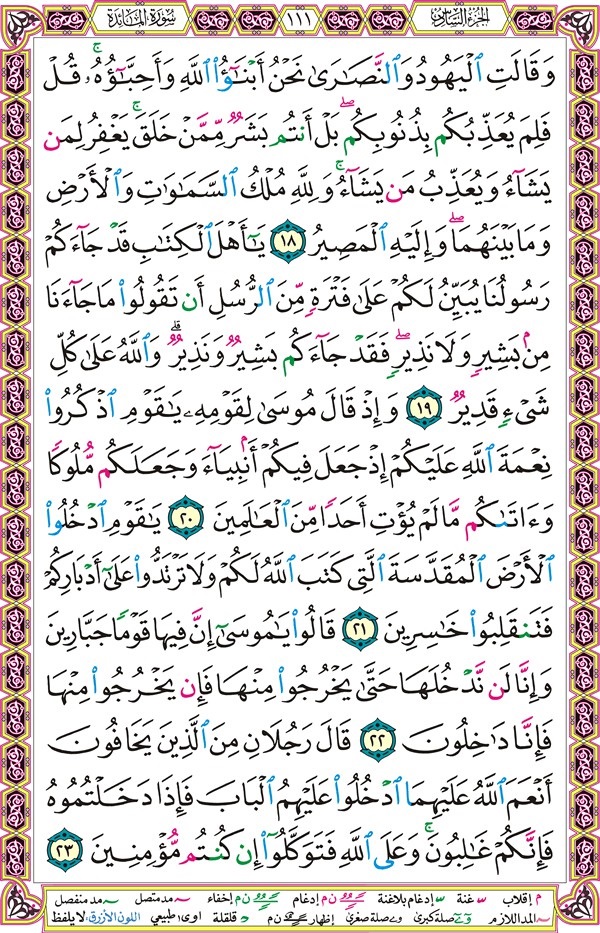 سورة المائدة ١١١ الجزء السادس
وَقَالَتِ ٱلْيَهُودُ وَٱلنَّصَـٰرَىٰ نَحْنُ أَبْنَـٰٓؤُا۟ ٱللَّهِ وَأَحِبَّـٰٓؤُهُۥ ۚ قُلْ
فَلِمَ يُعَذِّبُكُم بِذُنُوبِكُم ۖ بَلْ أَنتُم بَشَرٌ مِّمَّنْ خَلَقَ ۚ يَغْفِرُ لِمَن
يَشَآءُ وَيُعَذِّبُ مَن يَشَآءُ ۚ وَلِلَّهِ مُلْكُ ٱلسَّمَـٰوَٰتِ وَٱلْأَرْضِ
وَمَا بَيْنَهُمَا ۖ وَإِلَيْهِ ٱلْمَصِيرُ ١٨ يَـٰٓأَهْلَ ٱلْكِتَـٰبِ قَدْ جَآءَكُمْ
رَسُولُنَا يُبَيِّنُ لَكُمْ عَلَىٰ فَتْرَةٍ مِّنَ ٱلرُّسُلِ أَن تَقُولُوا۟ مَا جَآءَنَا
مِنۢ بَشِيرٍ وَلَا نَذِيرٍ ۖ فَقَدْ جَآءَكُم بَشِيرٌ وَنَذِيرٌ ۗ وَٱللَّهُ عَلَىٰ كُلِّ
شَىْءٍ قَدِيرٌ ١٩ وَإِذْ قَالَ مُوسَىٰ لِقَوْمِهِۦ يَـٰقَوْمِ ٱذْكُرُوا۟
نِعْمَةَ ٱللَّهِ عَلَيْكُمْ إِذْ جَعَلَ فِيكُمْ أَنۢبِيَآءَ وَجَعَلَكُم مُّلُوكًا
وَءَاتَىٰكُم مَّا لَمْ يُؤْتِ أَحَدًا مِّنَ ٱلْعَـٰلَمِينَ ٢٠ يَـٰقَوْمِ ٱدْخُلُوا۟
ٱلْأَرْضَ ٱلْمُقَدَّسَةَ ٱلَّتِى كَتَبَ ٱللَّهُ لَكُمْ وَلَا تَرْتَدُّوا۟ عَلَىٰٓ أَدْبَارِكُمْ
فَتَنقَلِبُوا۟ خَـٰسِرِينَ ٢١ قَالُوا۟ يَـٰمُوسَىٰٓ إِنَّ فِيهَا قَوْمًا جَبَّارِينَ
وَإِنَّا لَن نَّدْخُلَهَا حَتَّىٰ يَخْرُجُوا۟ مِنْهَا فَإِن يَخْرُجُوا۟ مِنْهَا
فَإِنَّا دَٰخِلُونَ ٢٢ قَالَ رَجُلَانِ مِنَ ٱلَّذِينَ يَخَافُونَ
أَنْعَمَ ٱللَّهُ عَلَيْهِمَا ٱدْخُلُوا۟ عَلَيْهِمُ ٱلْبَابَ فَإِذَا دَخَلْتُمُوهُ
فَإِنَّكُمْ غَـٰلِبُونَ ۚ وَعَلَى ٱللَّهِ فَتَوَكَّلُوٓا۟ إِن كُنتُم مُّؤْمِنِينَ ٢٣
م إقلاب غنة إدغام بلاغنة ن م إدغام ن م إخفاء مد متصل مد منفصل
المد اللازم صلة كبرى صلة صغرى إظهار ن م قلقلة اوى طبيعي اللون الأزرق لا يلفظ